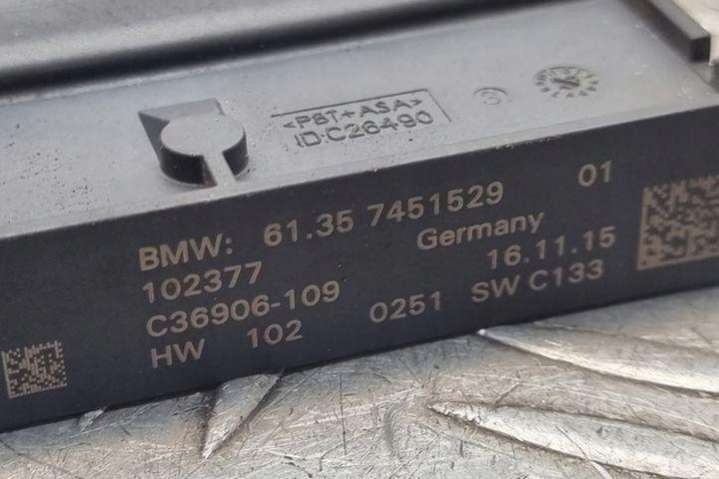 <PBT+ASA>
ID:C26490
BMW: 61.35 7451529 01
102377 Germany
C36906-109 16.11.15
HW 102 0251 SW C133